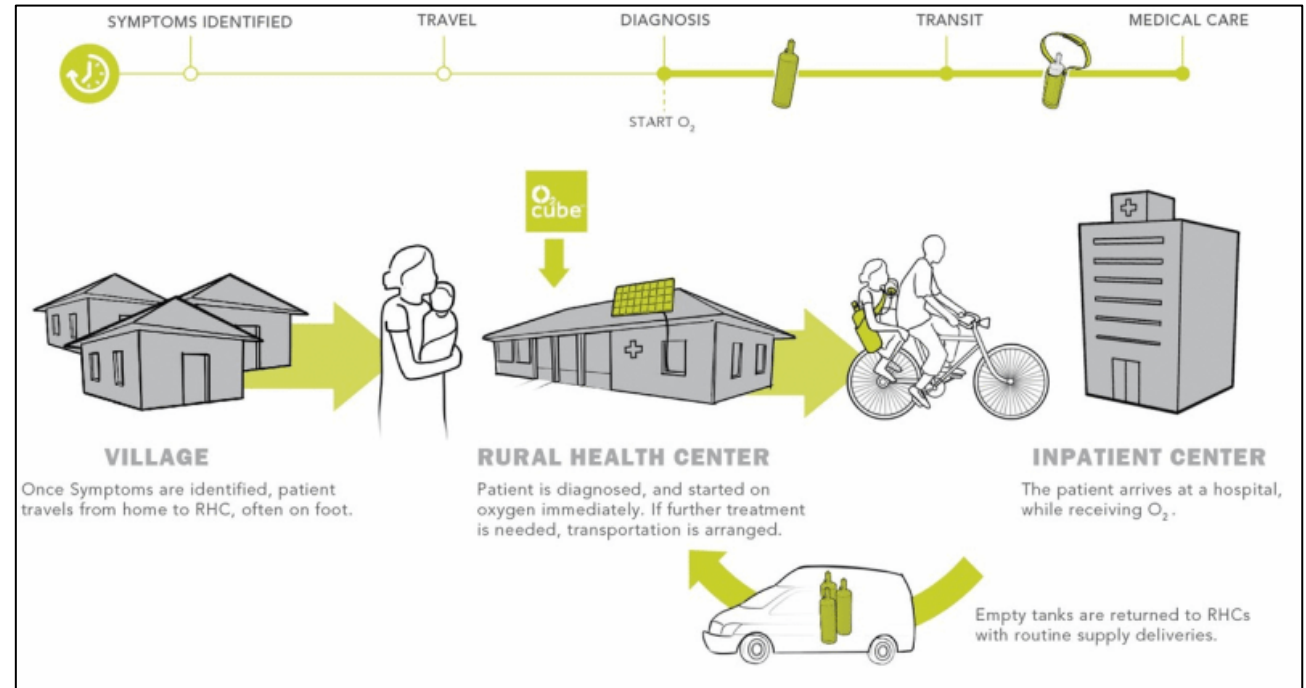 SYMPTOMS IDENTIFIED
TRAVEL
DIAGNOSIS
TRANSIT
MEDICAL CARE
START O₂
O₂
cube™
VILLAGE
Once Symptoms are identified, patient
travels from home to RHC, often on foot.
RURAL HEALTH CENTER
Patient is diagnosed, and started on
oxygen immediately. If further treatment
is needed, transportation is arranged.
INPATIENT CENTER
The patient arrives at a hospital,
while receiving O₂.
Empty tanks are returned to RHCs
with routine supply deliveries.